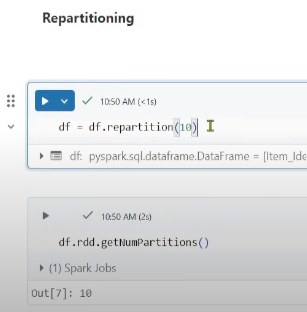 Repartitioning
10:50 AM (<1s)
df = df.repartition(10)
df: pyspark.sql.dataframe.DataFrame = [Item_Ide
10:50 AM (2s)
df.rdd.getNumPartitions()
(1) Spark Jobs
Out[7]: 10